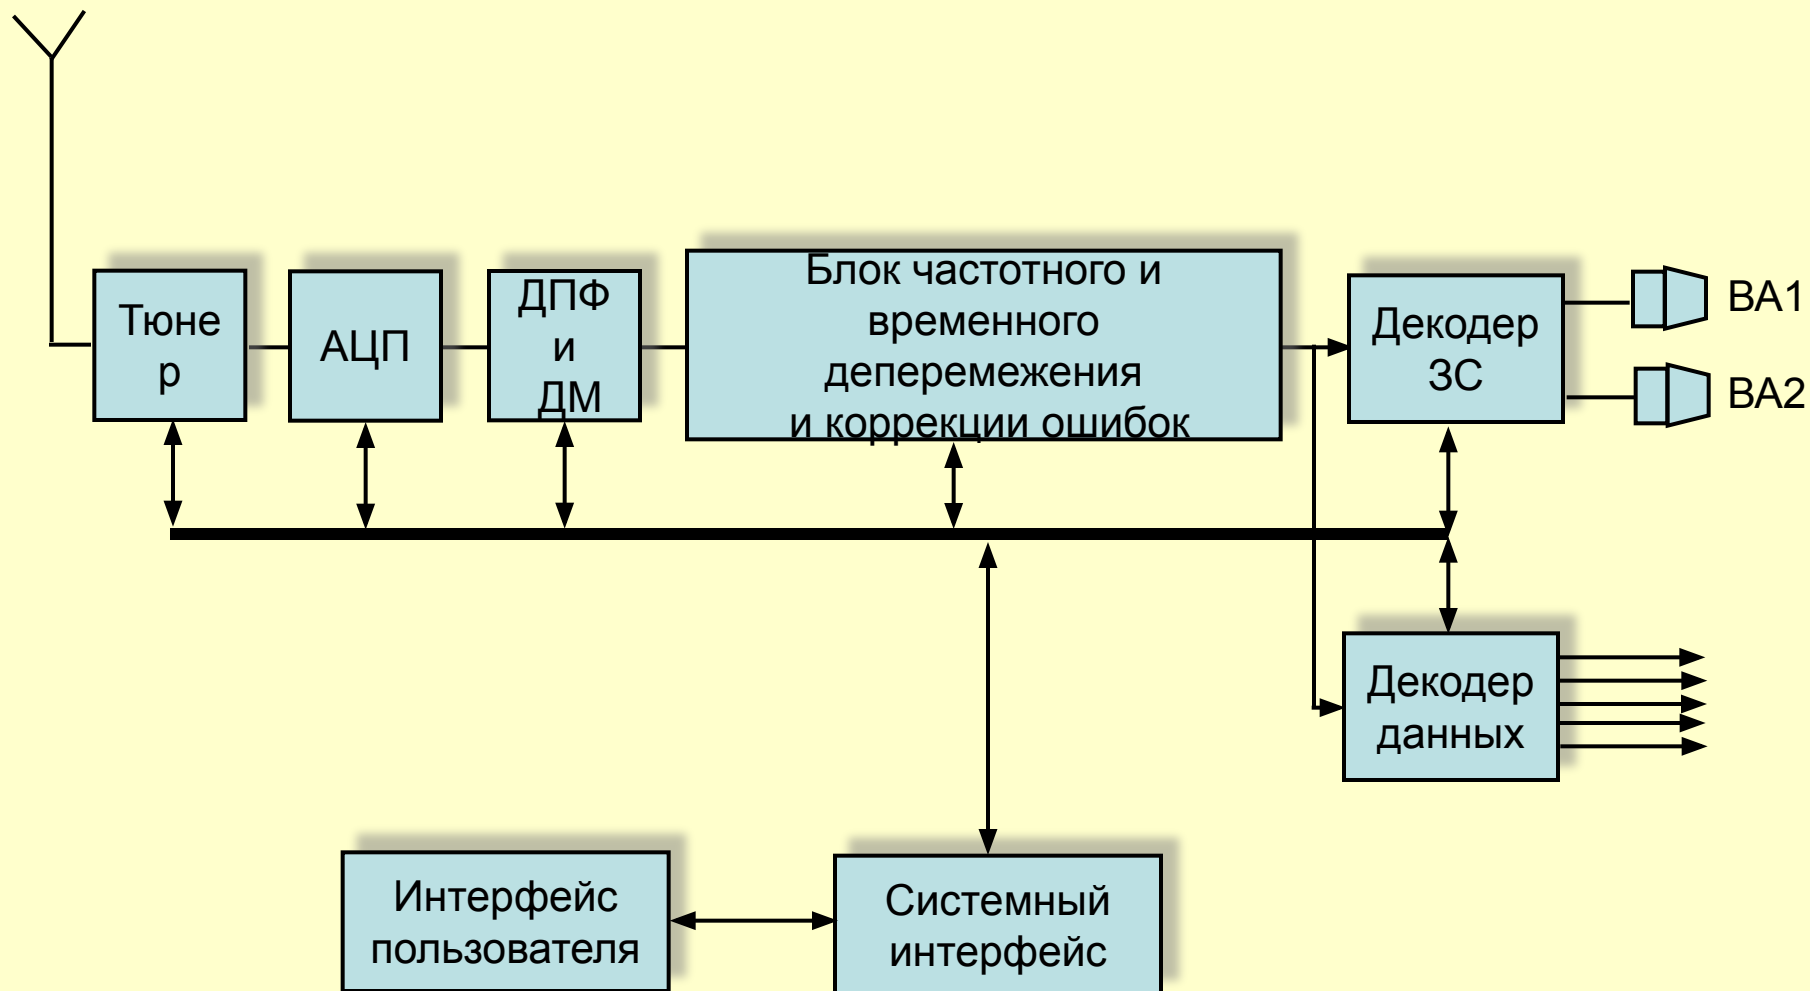 Тюне
р
АЦП
ДПФ
и
ДМ
Блок частотного и
временного
деперемежения
и коррекции ошибок
Декодер
ЗС
ВА1
ВА2
Декодер
данных
Интерфейс
пользователя
Системный
интерфейс